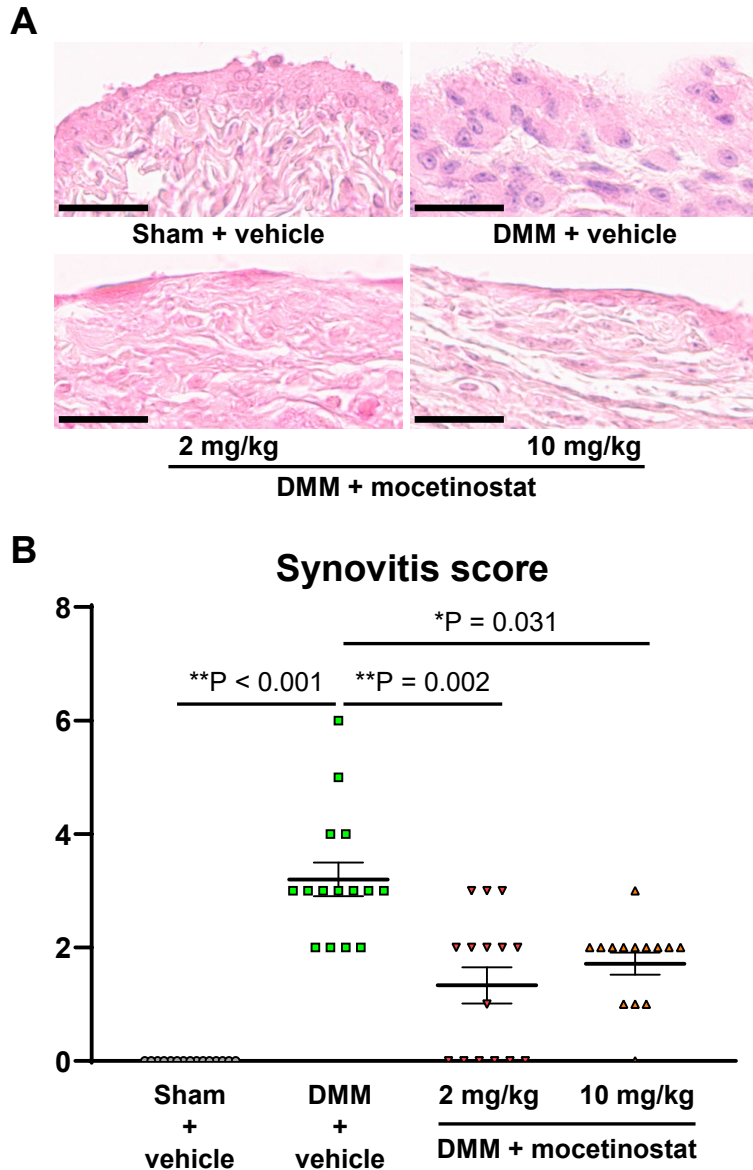 A
Sham + vehicle
DMM + vehicle
2 mg/kg
10 mg/kg
DMM + mocetinostat
B
Synovitis score
8
*P = 0.031
**P < 0.001
**P = 0.002
6
4
2
0
Sham
+
vehicle
DMM
+
vehicle
2 mg/kg
10 mg/kg
DMM + mocetinostat